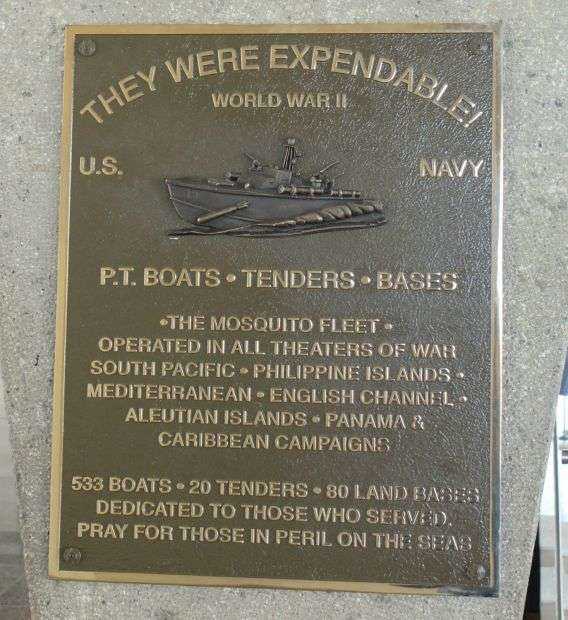 THEY WERE EXPENDABLE!
WORLD WAR II
U.S. NAVY
P.T. BOATS • TENDERS • BASES
•THE MOSQUITO FLEET •
OPERATED IN ALL THEATERS OF WAR
SOUTH PACIFIC • PHILIPPINE ISLANDS •
MEDITERRANEAN • ENGLISH CHANNEL •
ALEUTIAN ISLANDS • PANAMA &
CARIBBEAN CAMPAIGNS
533 BOATS • 20 TENDERS • 80 LAND BASES
DEDICATED TO THOSE WHO SERVED.
PRAY FOR THOSE IN PERIL ON THE SEAS